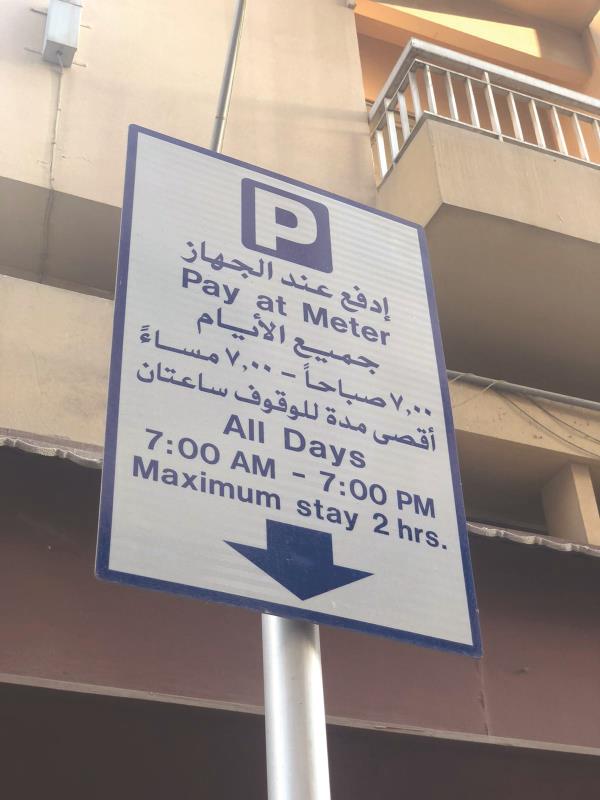 P
إدفع عند الجهاز
Pay at Meter
جميع الأيام
٧,٠٠ صباحاً - ٧,٠٠ مساءً
أقصى مدة للوقوف ساعتان
All Days
7:00 AM - 7:00 PM
Maximum stay 2 hrs.